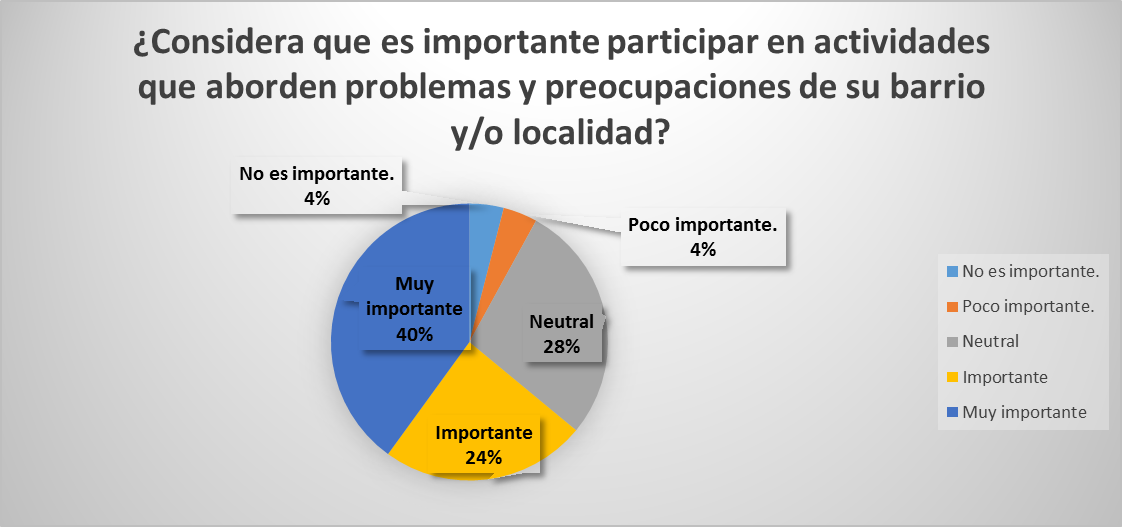 ¿Considera que es importante participar en actividades
que aborden problemas y preocupaciones de su barrio
y/o localidad?
No es importante.
4%
Poco importante.
4%
Muy
importante
40%
Neutral
28%
Importante
24%
No es importante.
Poco importante.
Neutral
Importante
Muy importante